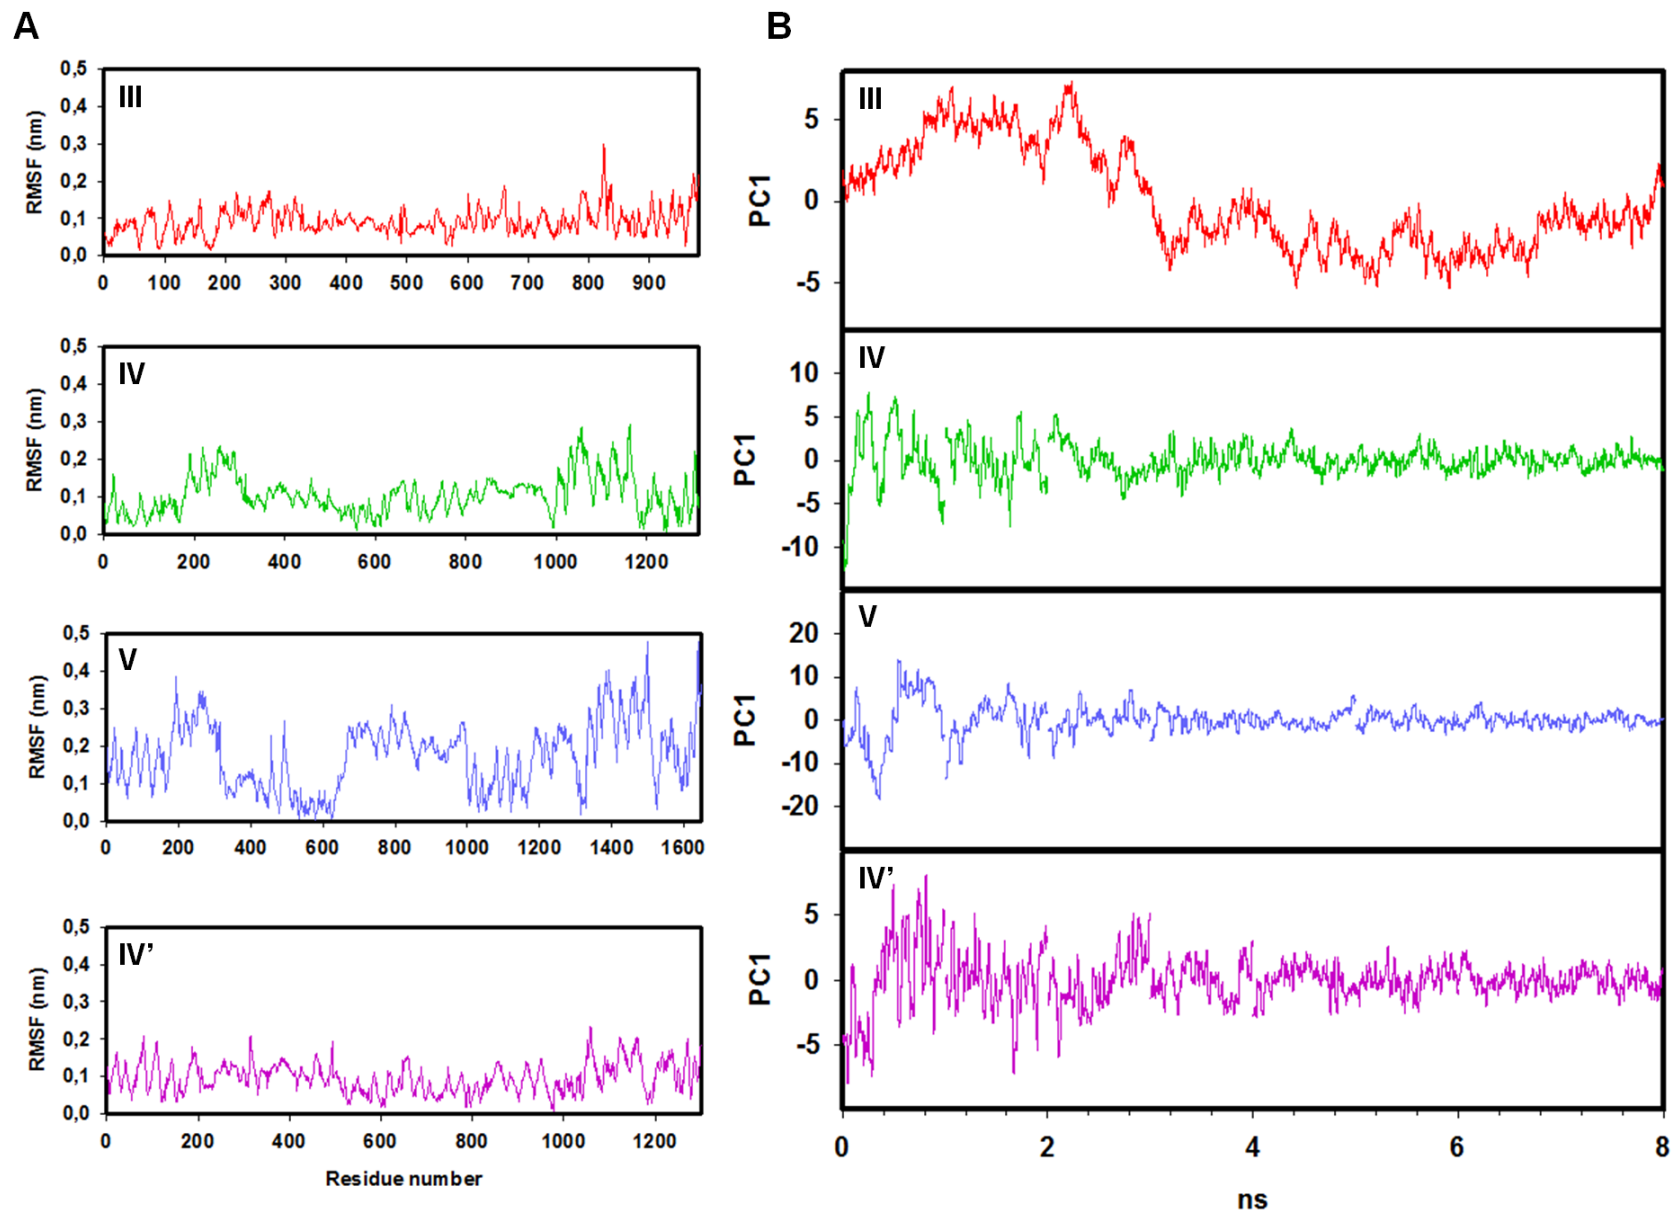 A
0,5
0,4
0,3
0,2
0,1
0,0
RMSF (nm)
III
0 100 200 300 400 500 600 700 800 900
0,5
0,4
0,3
0,2
0,1
0,0
RMSF (nm)
IV
0 200 400 600 800 1000 1200
0,5
0,4
0,3
0,2
0,1
0,0
RMSF (nm)
V
0 200 400 600 800 1000 1200 1400 1600
0,5
0,4
0,3
0,2
0,1
0,0
RMSF (nm)
IV’
0 200 400 600 800 1000 1200
Residue number
B
III
5
0
-5
PC1
IV
10
5
0
-5
-10
PC1
V
20
10
0
-10
-20
PC1
IV’
5
0
-5
PC1
0 2 4 6 8
ns